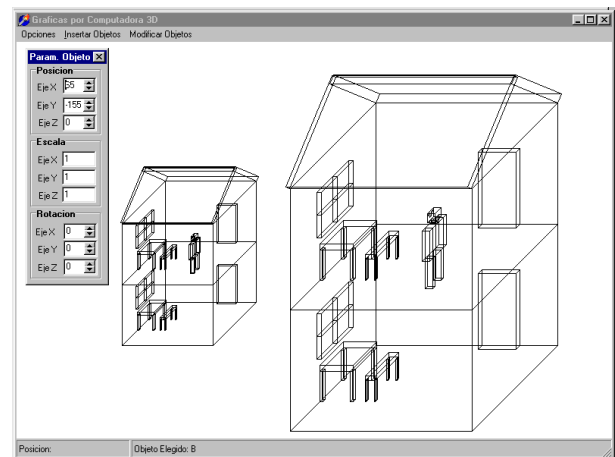 Graficas por Computadora 3D
Opciones Insertar Objetos Modificar Objetos
Param. Objeto
Posicion
Eje X 35
Eje Y -155
Eje Z 0
Escala
Eje X 1
Eje Y 1
Eje Z 1
Rotacion
Eje X 0
Eje Y 0
Eje Z 0
Posicion:
Objeto Elegido: B